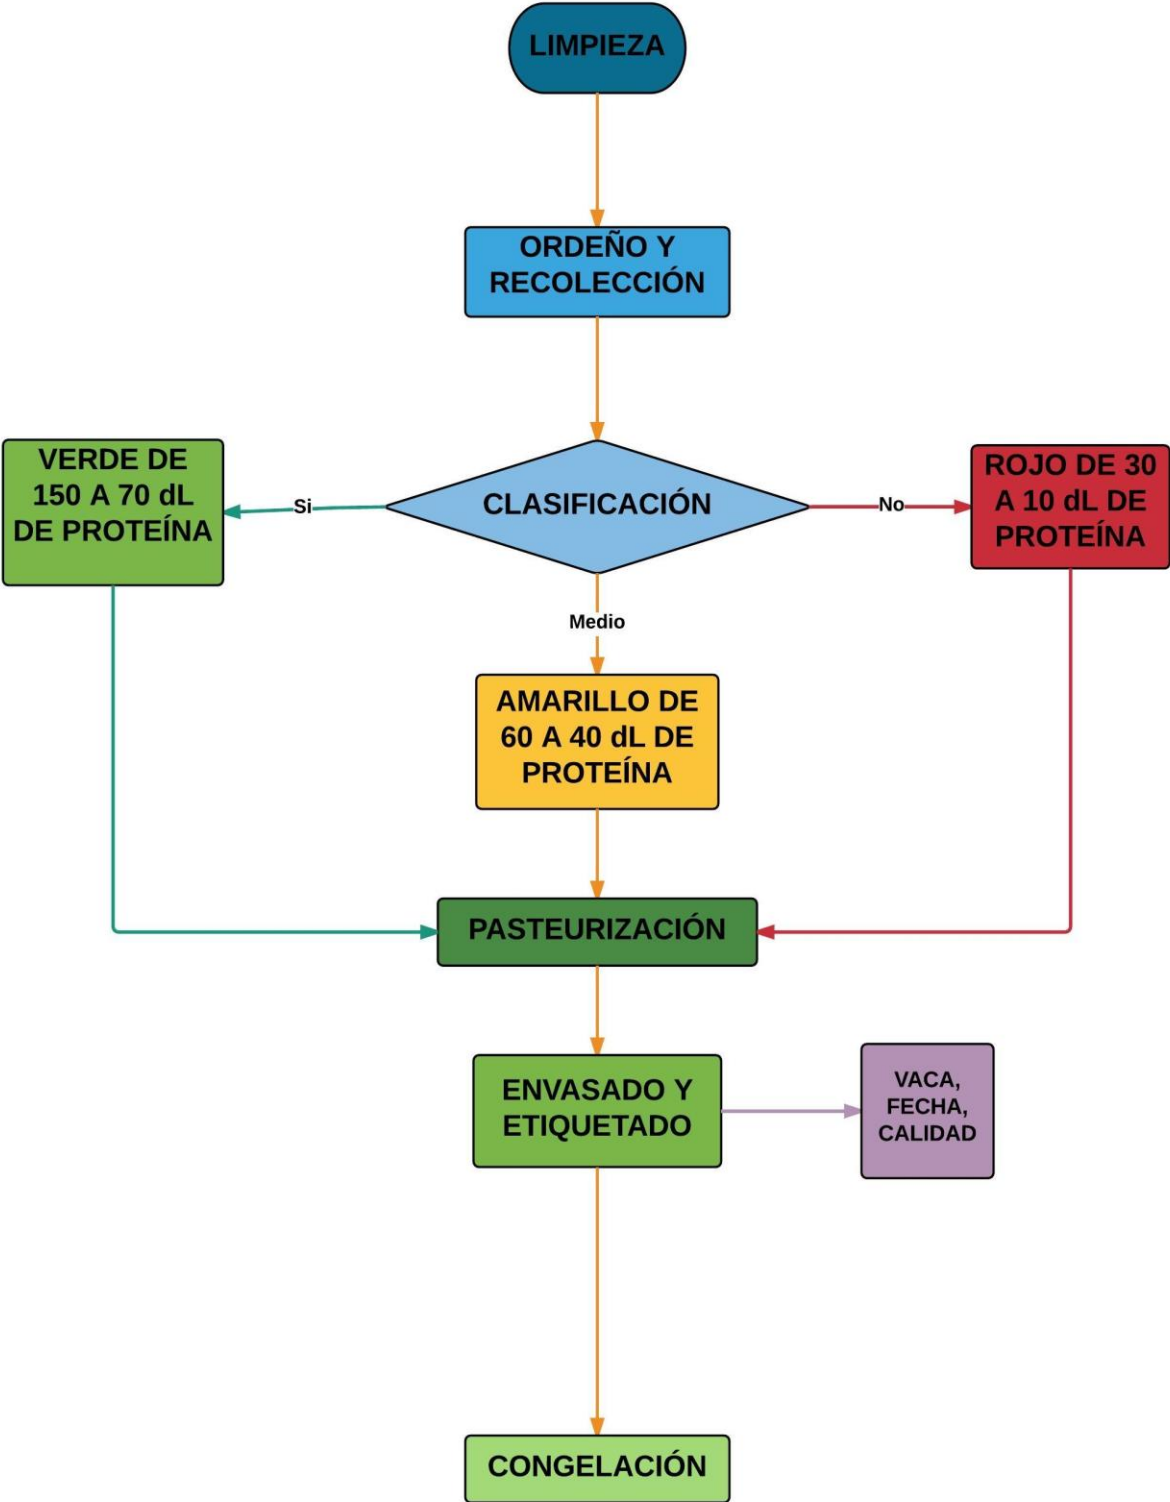 LIMPIEZA
ORDEÑO Y
RECOLECCIÓN
VERDE DE
150 A 70 dL
DE PROTEÍNA
Si
CLASIFICACIÓN
No
ROJO DE 30
A 10 dL DE
PROTEÍNA
Medio
AMARILLO DE
60 A 40 dL DE
PROTEÍNA
PASTEURIZACIÓN
ENVASADO Y
ETIQUETADO
VACA,
FECHA,
CALIDAD
CONGELACIÓN